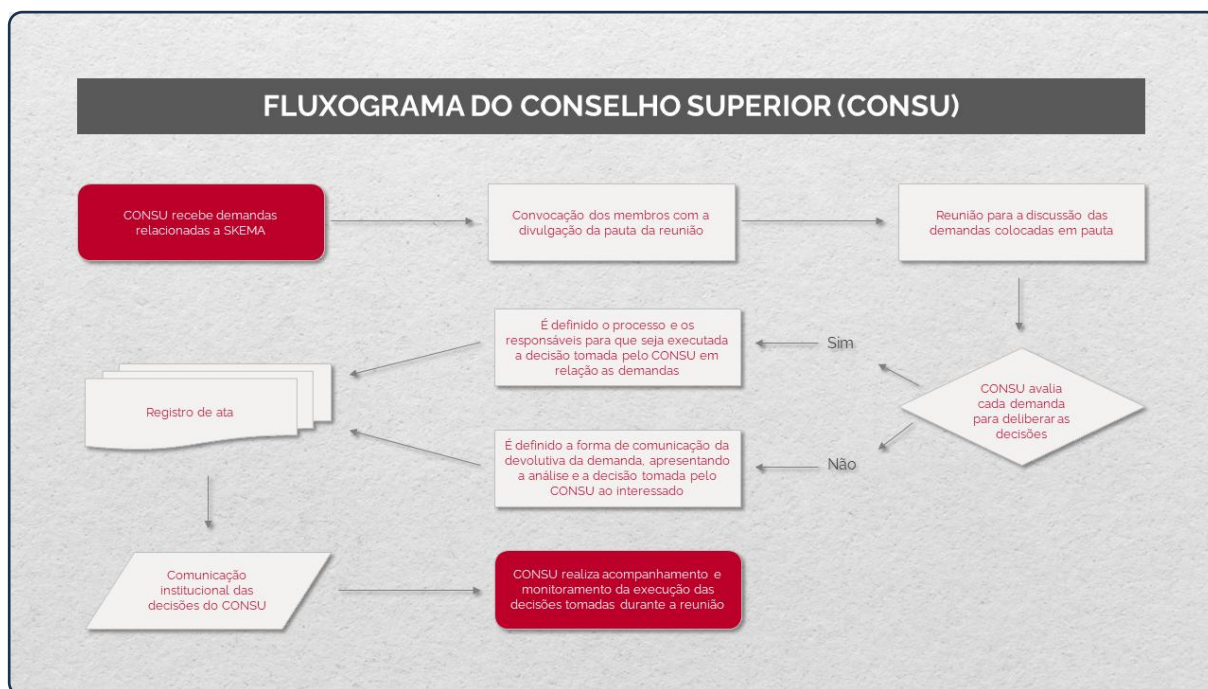 FLUXOGRAMA DO CONSELHO SUPERIOR (CONSU)
CONSU recebe demandas
relacionadas a SKEMA
Convocação dos membros com a
divulgação da pauta da reunião
Reunião para a discussão das
demandas colocadas em pauta
CONSU avalia
cada demanda
para deliberar as
decisões
Sim
É definido o processo e os
responsáveis para que seja executada
a decisão tomada pelo CONSU em
relação as demandas
Não
É definido a forma de comunicação da
devolutiva da demanda, apresentando
a análise e a decisão tomada pelo
CONSU ao interessado
Registro de ata
Comunicação
institucional das
decisões do CONSU
CONSU realiza acompanhamento e
monitoramento da execução das
decisões tomadas durante a reunião